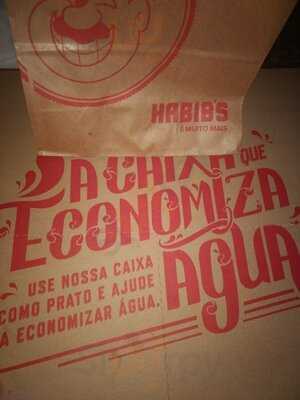 HABIB'S
É MUITO MAIS
A CAIXA QUE
ECONOMIZA
ÁGUA
USE NOSSA CAIXA
COMO PRATO E AJUDE
A ECONOMIZAR ÁGUA.